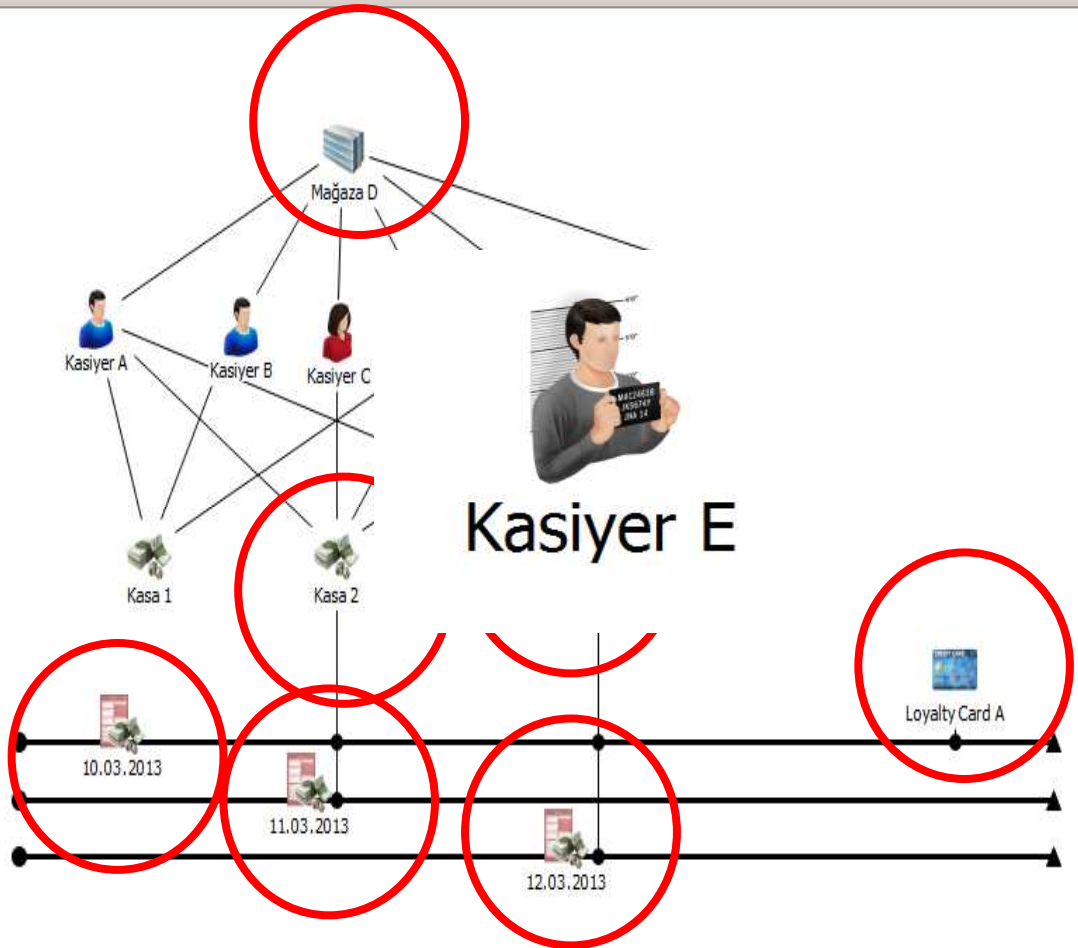 Mağaza D
Kasiyer A
Kasiyer B
Kasiyer C
Kasiyer E
Kasa 1
Kasa 2
Loyalty Card A
10.03.2013
11.03.2013
12.03.2013